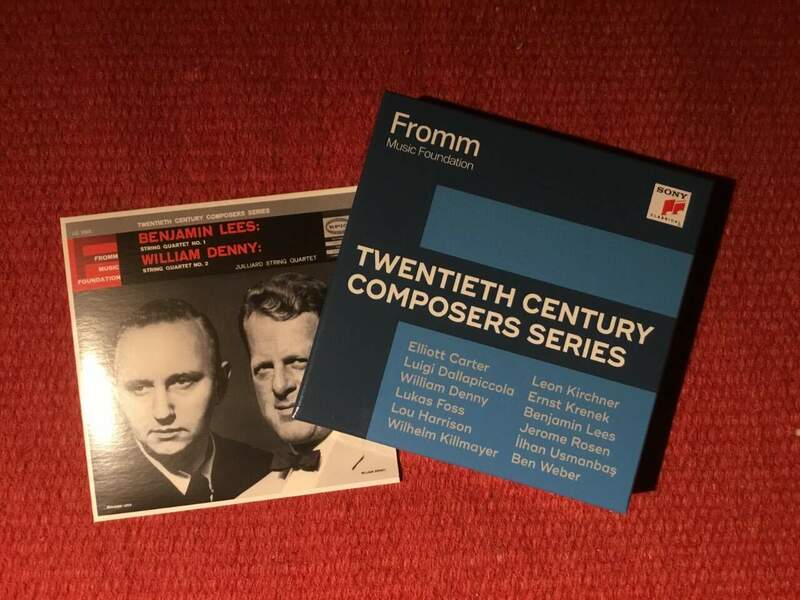 TWENTIETH CENTURY COMPOSERS SERIES
BENJAMIN LEES:
STRING QUARTET NO. 1
WILLIAM DENNY:
STRING QUARTET NO. 2
JUILLIARD STRING QUARTET
EPIC
FROMM
MUSIC
FOUNDATION
Fromm
Music Foundation
SONY
CLASSICAL
TWENTIETH CENTURY
COMPOSERS SERIES
Elliott Carter
Luigi Dallapiccola
William Denny
Lukas Foss
Lou Harrison
Wilhelm Killmayer
Leon Kirchner
Ernst Krenek
Benjamin Lees
Jerome Rosen
İlhan Usmanbaş
Ben Weber